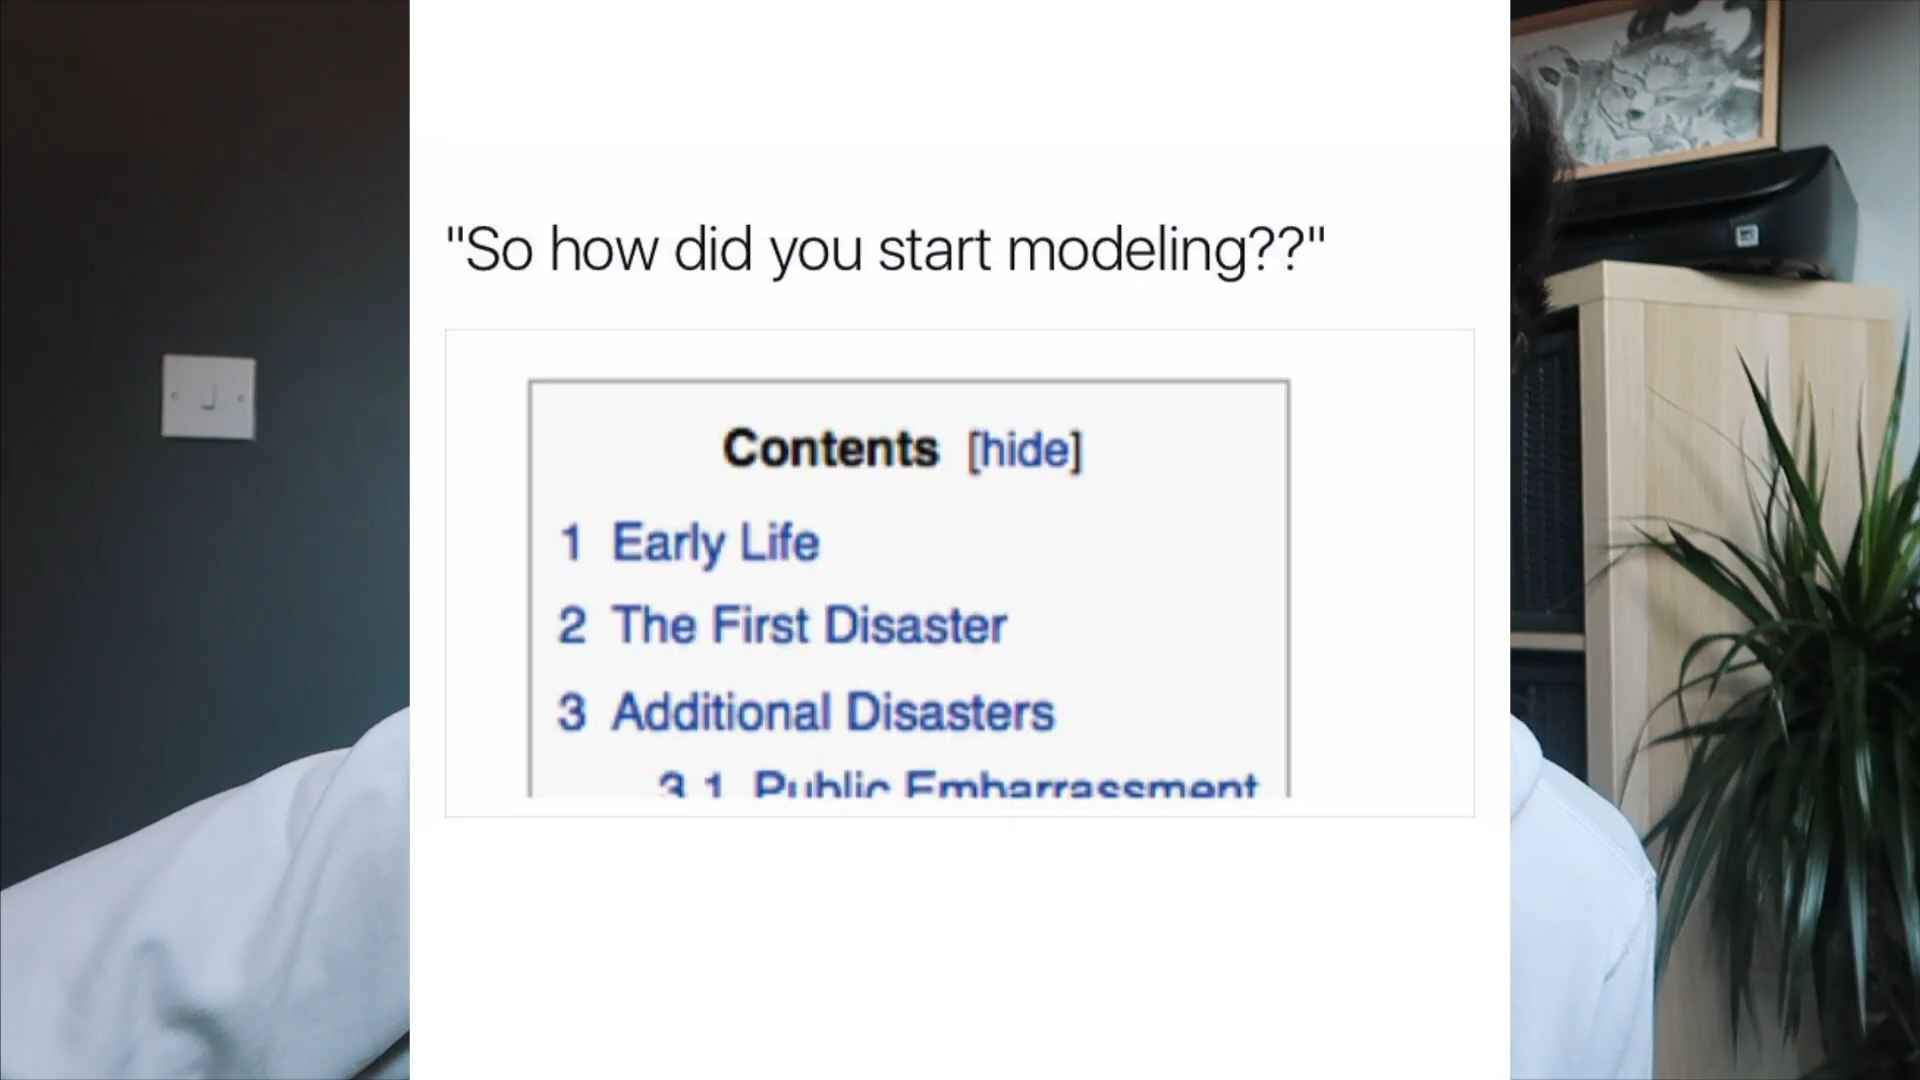 "So how did you start modeling??"
Contents [hide]
1 Early Life
2 The First Disaster
3 Additional Disasters
3.1 Public Embarrassment